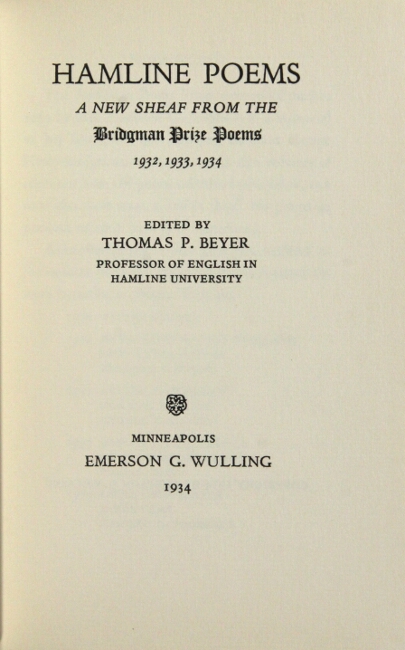 HAMLINE POEMS
A NEW SHEAF FROM THE
Bridgman Prize Poems
1932, 1933, 1934
EDITED BY
THOMAS P. BEYER
PROFESSOR OF ENGLISH IN
HAMLINE UNIVERSITY
MINNEAPOLIS
EMERSON G. WULLING
1934